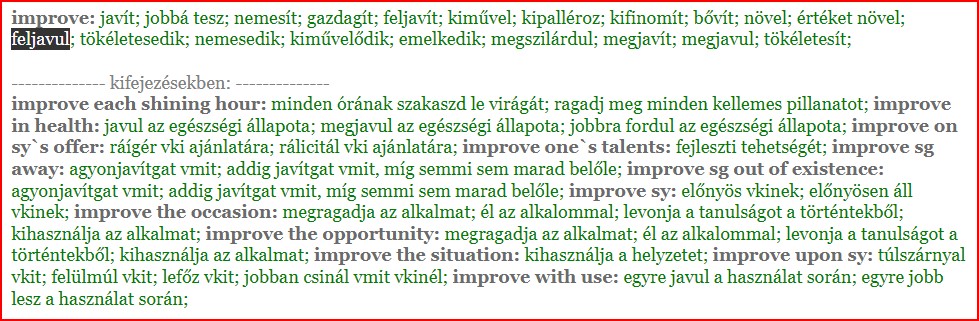 improve: javít; jobbá tesz; nemesít; gazdagít; feljavít; kiművel; kipalléroz; kifinomít; bővít; növel; értéket növel;
feljavul; tökéletesedik; nemesedik; kiművelődik; emelkedik; megszilárdul; megjavít; megjavul; tökéletesít;
-------------- kifejezésekben: --------------
improve each shining hour: minden órának szakaszd le virágát; ragadj meg minden kellemes pillanatot; improve
in health: javul az egészségi állapota; megjavul az egészségi állapota; jobbra fordul az egészségi állapota; improve on
sy`s offer: ráígér vki ajánlatára; rálicitál vki ajánlatára; improve one`s talents: fejleszti tehetségét; improve sg
away: agyonjavítgat vmit; addig javítgat vmit, míg semmi sem marad belőle; improve sg out of existence:
agyonjavítgat vmit; addig javítgat vmit, míg semmi sem marad belőle; improve sy: előnyös vkinek; előnyösen áll
vkinek; improve the occasion: megragadja az alkalmat; él az alkalommal; levonja a tanulságot a történtekből;
kihasználja az alkalmat; improve the opportunity: megragadja az alkalmat; él az alkalommal; levonja a tanulságot a
történtekből; kihasználja az alkalmat; improve the situation: kihasználja a helyzetet; improve upon sy: túlszárnyal
vkit; felülmúl vkit; lefőz vkit; jobban csinál vmit vkinél; improve with use: egyre javul a használat során; egyre jobb
lesz a használat során;